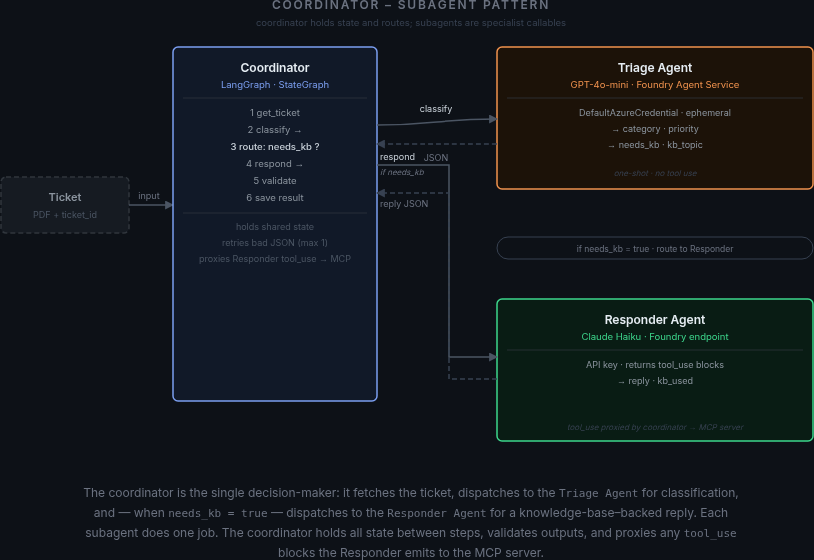 COORDINATOR – SUBAGENT PATTERN
coordinator holds state and routes; subagents are specialist callables
Ticket
PDF + ticket_id
input
Coordinator
LangGraph · StateGraph
1 get_ticket
2 classify →
3 route: needs_kb ?
4 respond →
5 validate
6 save result
holds shared state
retries bad JSON (max 1)
proxies Responder tool_use → MCP
classify
respond JSON
if needs_kb
reply JSON
Triage Agent
GPT-4o-mini · Foundry Agent Service
DefaultAzureCredential · ephemeral
→ category · priority
→ needs_kb · kb_topic
one-shot · no tool use
if needs_kb = true · route to Responder
Responder Agent
Claude Haiku · Foundry endpoint
API key · returns tool_use blocks
→ reply · kb_used
tool_use proxied by coordinator → MCP server
The coordinator is the single decision-maker: it fetches the ticket, dispatches to the Triage Agent for classification,
and — when needs_kb = true — dispatches to the Responder Agent for a knowledge-base–backed reply. Each
subagent does one job. The coordinator holds all state between steps, validates outputs, and proxies any tool_use
blocks the Responder emits to the MCP server.